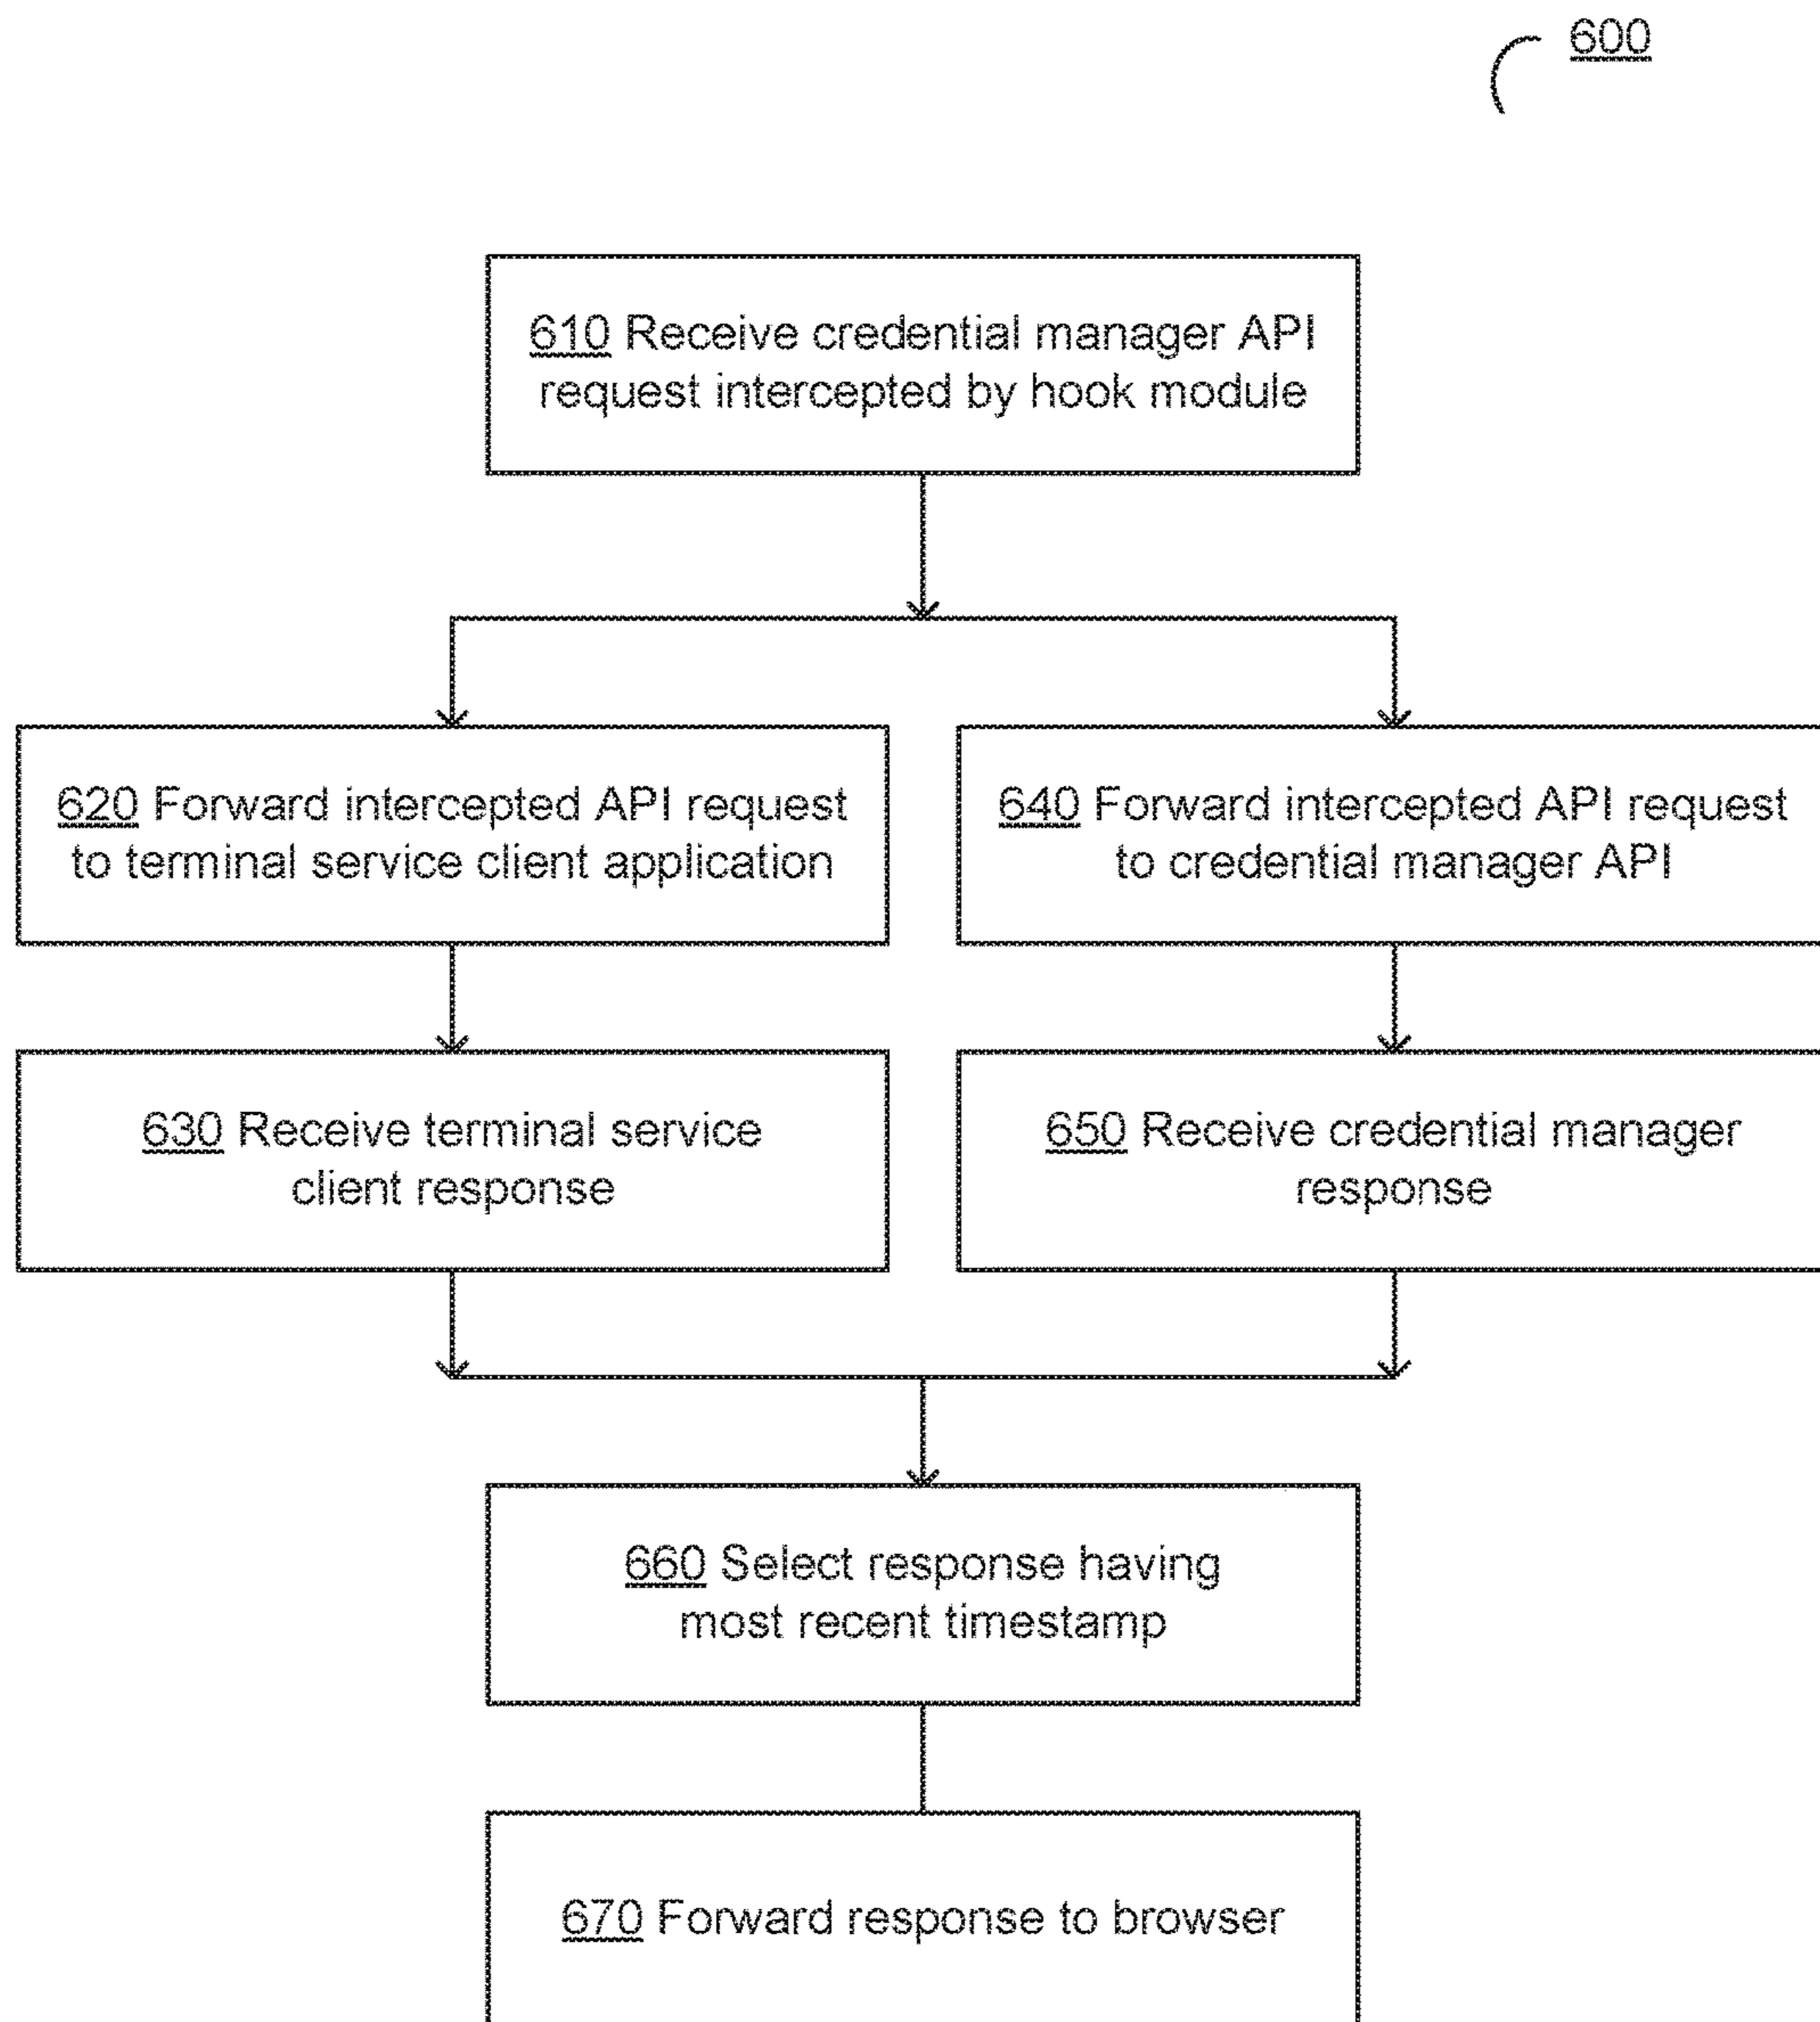 600
610 Receive credential manager API
request intercepted by hook module
620 Forward intercepted API request
to terminal service client application
640 Forward intercepted API request
to credential manager API
630 Receive terminal service
client response
650 Receive credential manager
response
660 Select response having
most recent timestamp
670 Forward response to browser